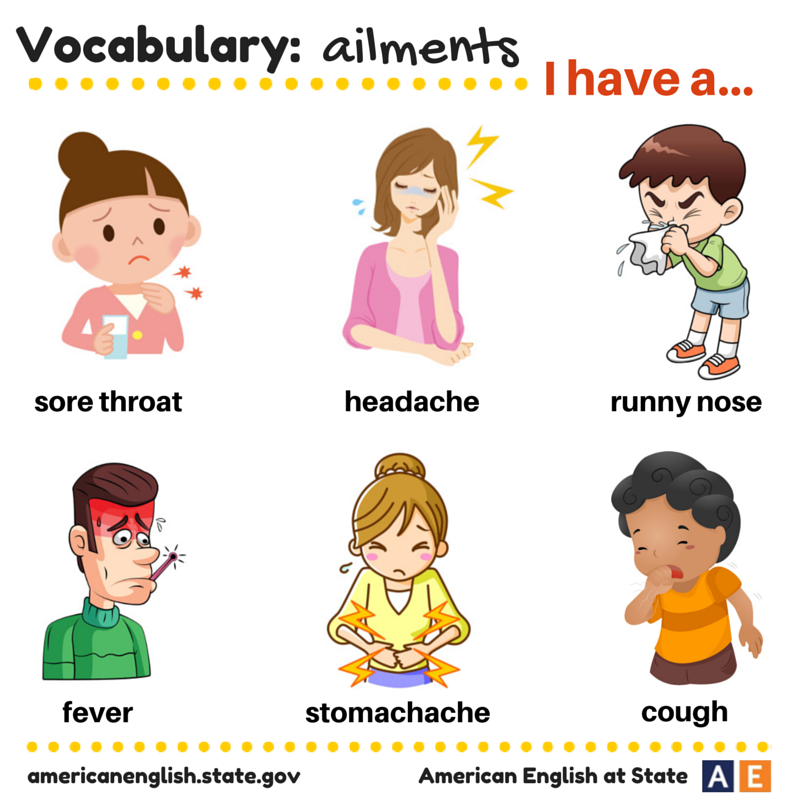 Vocabulary: ailments
I have a...
sore throat
headache
runny nose
fever
stomachache
cough
americanenglish.state.gov
American English at State
AE